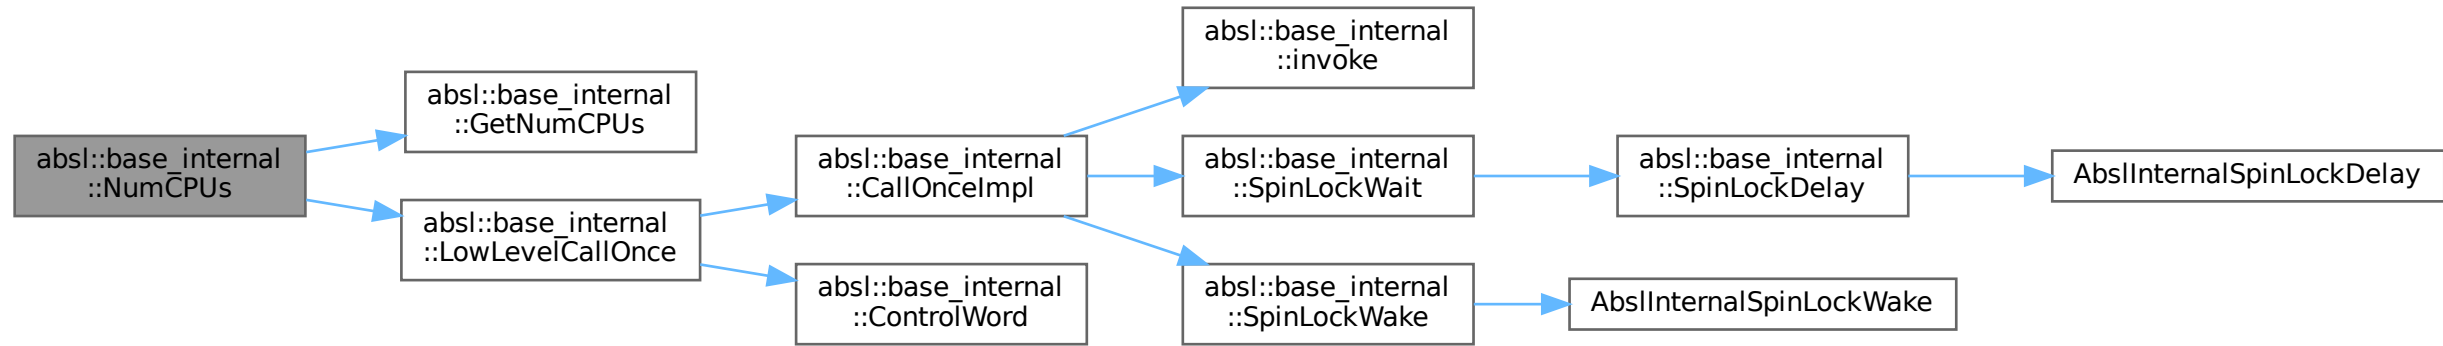 absl::base_internal
::NumCPUs
absl::base_internal
::GetNumCPUs
absl::base_internal
::LowLevelCallOnce
absl::base_internal
::CallOnceImpl
absl::base_internal
::ControlWord
absl::base_internal
::invoke
absl::base_internal
::SpinLockWait
absl::base_internal
::SpinLockWake
absl::base_internal
::SpinLockDelay
AbslInternalSpinLockWake
AbslInternalSpinLockDelay